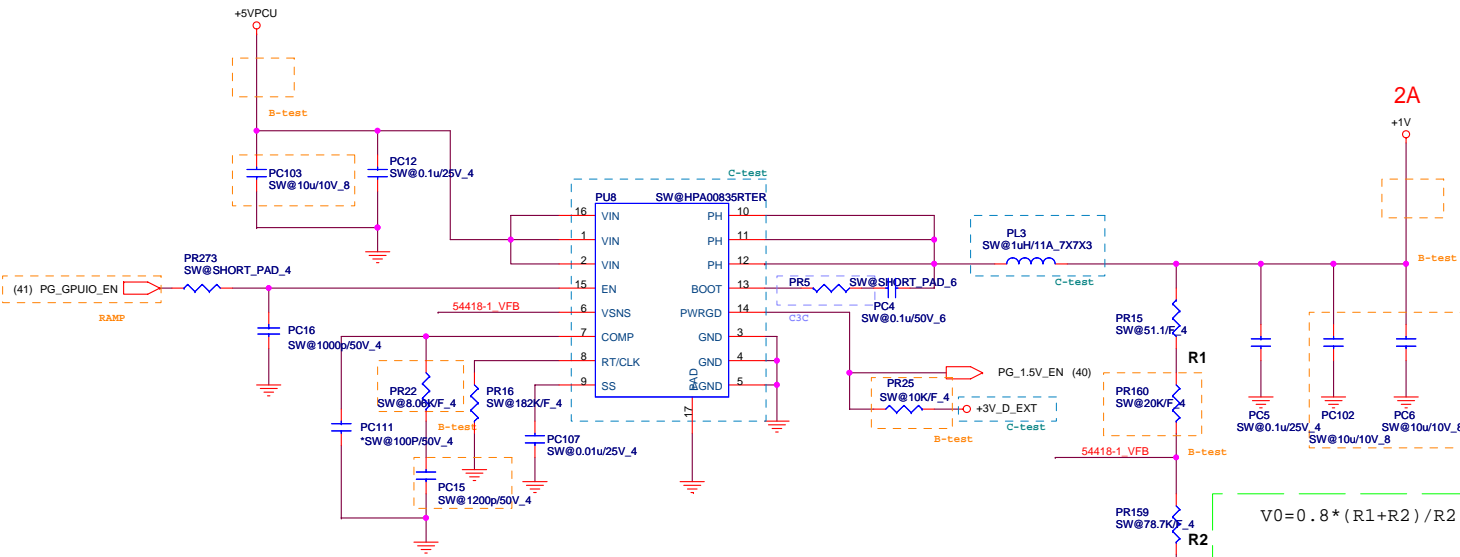 +5VPCU
B-test
PC103
SW@10u/10V_8
PC12
SW@0.1u/25V_4
C-test
PU8
SW@HPA00835RTER
16
VIN
1
VIN
2
VIN
15
EN
6
VSNS
7
COMP
8
RT/CLK
9
SS
PH
10
PH
11
PH
12
BOOT
13
PWRGD
14
GND
3
GND
4
5
PAD
17
PR273
SW@SHORT_PAD_4
(41) PG_GPUIO_EN
RAMP
PC16
SW@1000p/50V_4
54418-1_VFB
PR22
B-test
PR16
SW@182K/F_4
PC111
*SW@100P/50V_4
PC15
SW@1200p/50V_4
PC107
SW@0.01u/25V_4
PR5
SW@SHORT_PAD_6
C3C
PC4
SW@0.1u/50V_6
PL3
SW@1uH/11A_7X7X3
C-test
PG_1.5V_EN (40)
PR25
SW@10K/F_4
+3V_D_EXT
B-test
C-test
2A
+1V
B-test
PR15
SW@51.1/F_4
R1
PR160
SW@20K/F_4
B-test
54418-1_VFB
PR159
SW@78.7K/F_4
R2
PC5
SW@0.1u/25V_4
PC102
SW@10u/10V_8
PC6
SW@10u/10V_8
V0=0.8*(R1+R2)/R2